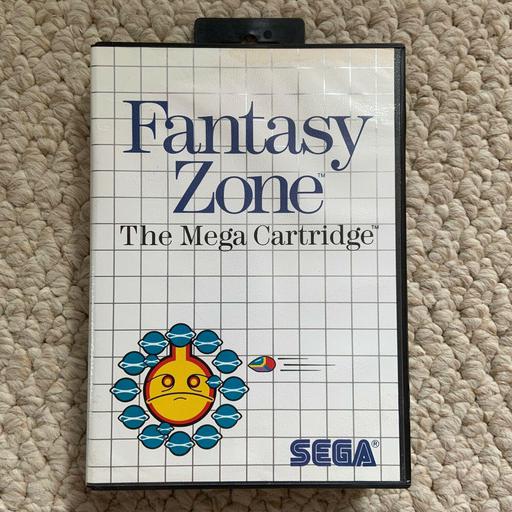 Fantasy
Zone™
The Mega Cartridge™
SEGA®